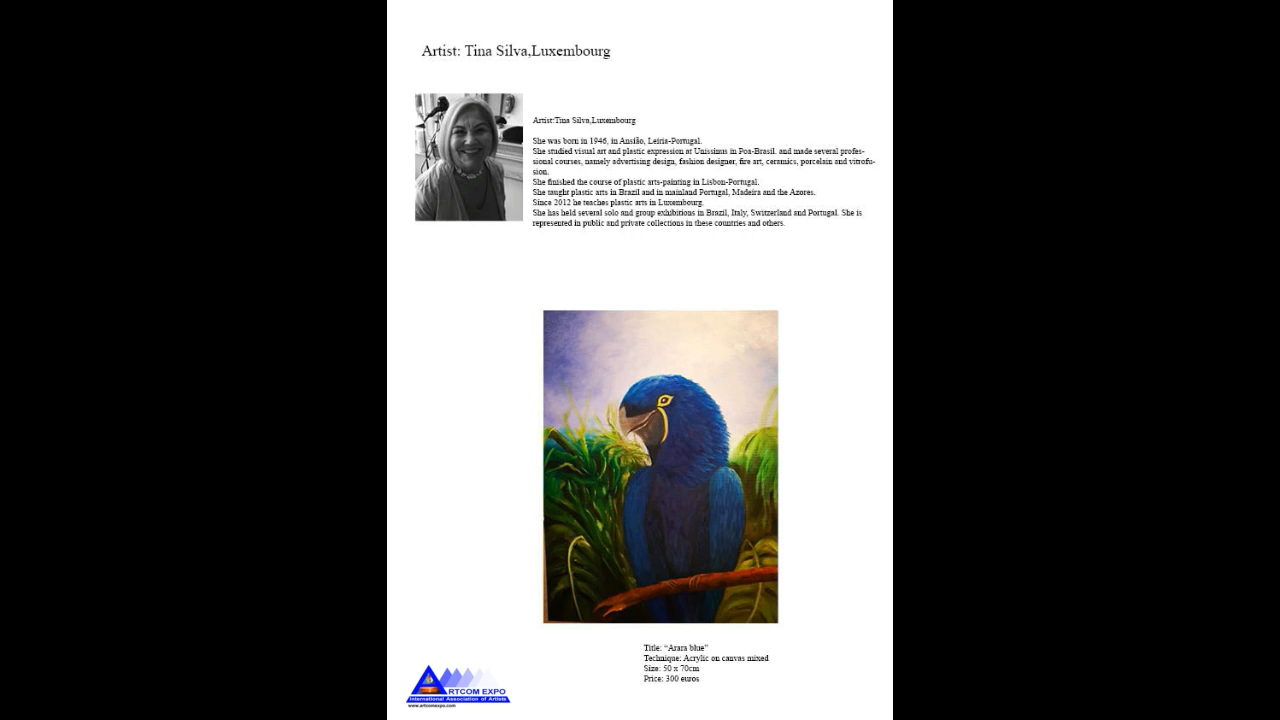 Artist: Tina Silva,Luxembourg
Artist:Tina Silva,Luxembourg
She was born in 1946, in Ansião, Leiria-Portugal.
She studied visual art and plastic expression at Unissinus in Poa-Brasil. and made several profes-
sional courses, namely advertising design, fashion designer, fire art, ceramics, porcelain and vitrofu-
sion.
She finished the course of plastic arts-painting in Lisbon-Portugal.
She taught plastic arts in Brazil and in mainland Portugal, Madeira and the Azores.
Since 2012 he teaches plastic arts in Luxembourg.
She has held several solo and group exhibitions in Brazil, Italy, Switzerland and Portugal. She is
represented in public and private collections in these countries and others.
Title: “Arara blue”
Technique: Acrylic on canvas mixed
Size: 50 x 70cm
Price: 300 euros
ARTCOM EXPO
International Association of Artists
www.artcomexpo.com